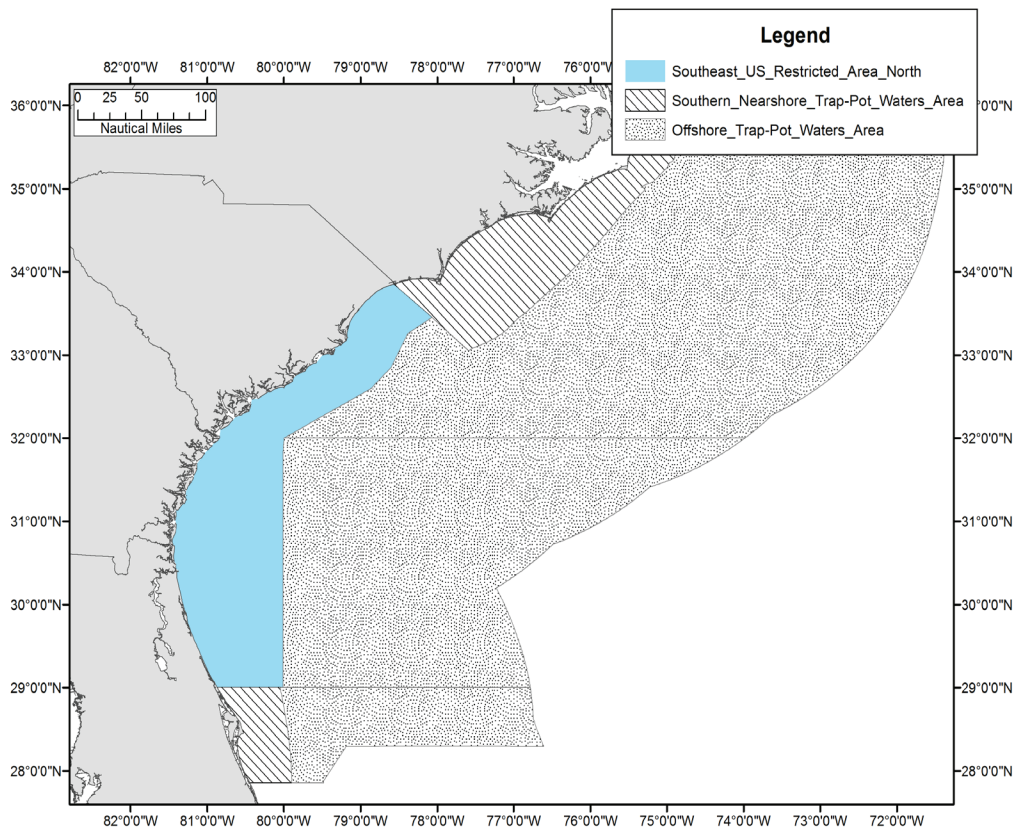 Legend
Southeast_US_Restricted_Area_North
Southern_Nearshore_Trap-Pot_Waters_Area
Offshore_Trap-Pot_Waters_Area
82°0'0"W 81°0'0"W 80°0'0"W 79°0'0"W 78°0'0"W 77°0'0"W 76°0'0"W
0 25 50 100
Nautical Miles
36°0'0"N 0'0"N
35°0'0"N 35°0'0"N
34°0'0"N 34°0'0"N
33°0'0"N 33°0'0"N
32°0'0"N 32°0'0"N
31°0'0"N 31°0'0"N
30°0'0"N 30°0'0"N
29°0'0"N 29°0'0"N
28°0'0"N 28°0'0"N
82°0'0"W 81°0'0"W 80°0'0"W 79°0'0"W 78°0'0"W 77°0'0"W 76°0'0"W 75°0'0"W 74°0'0"W 73°0'0"W 72°0'0"W